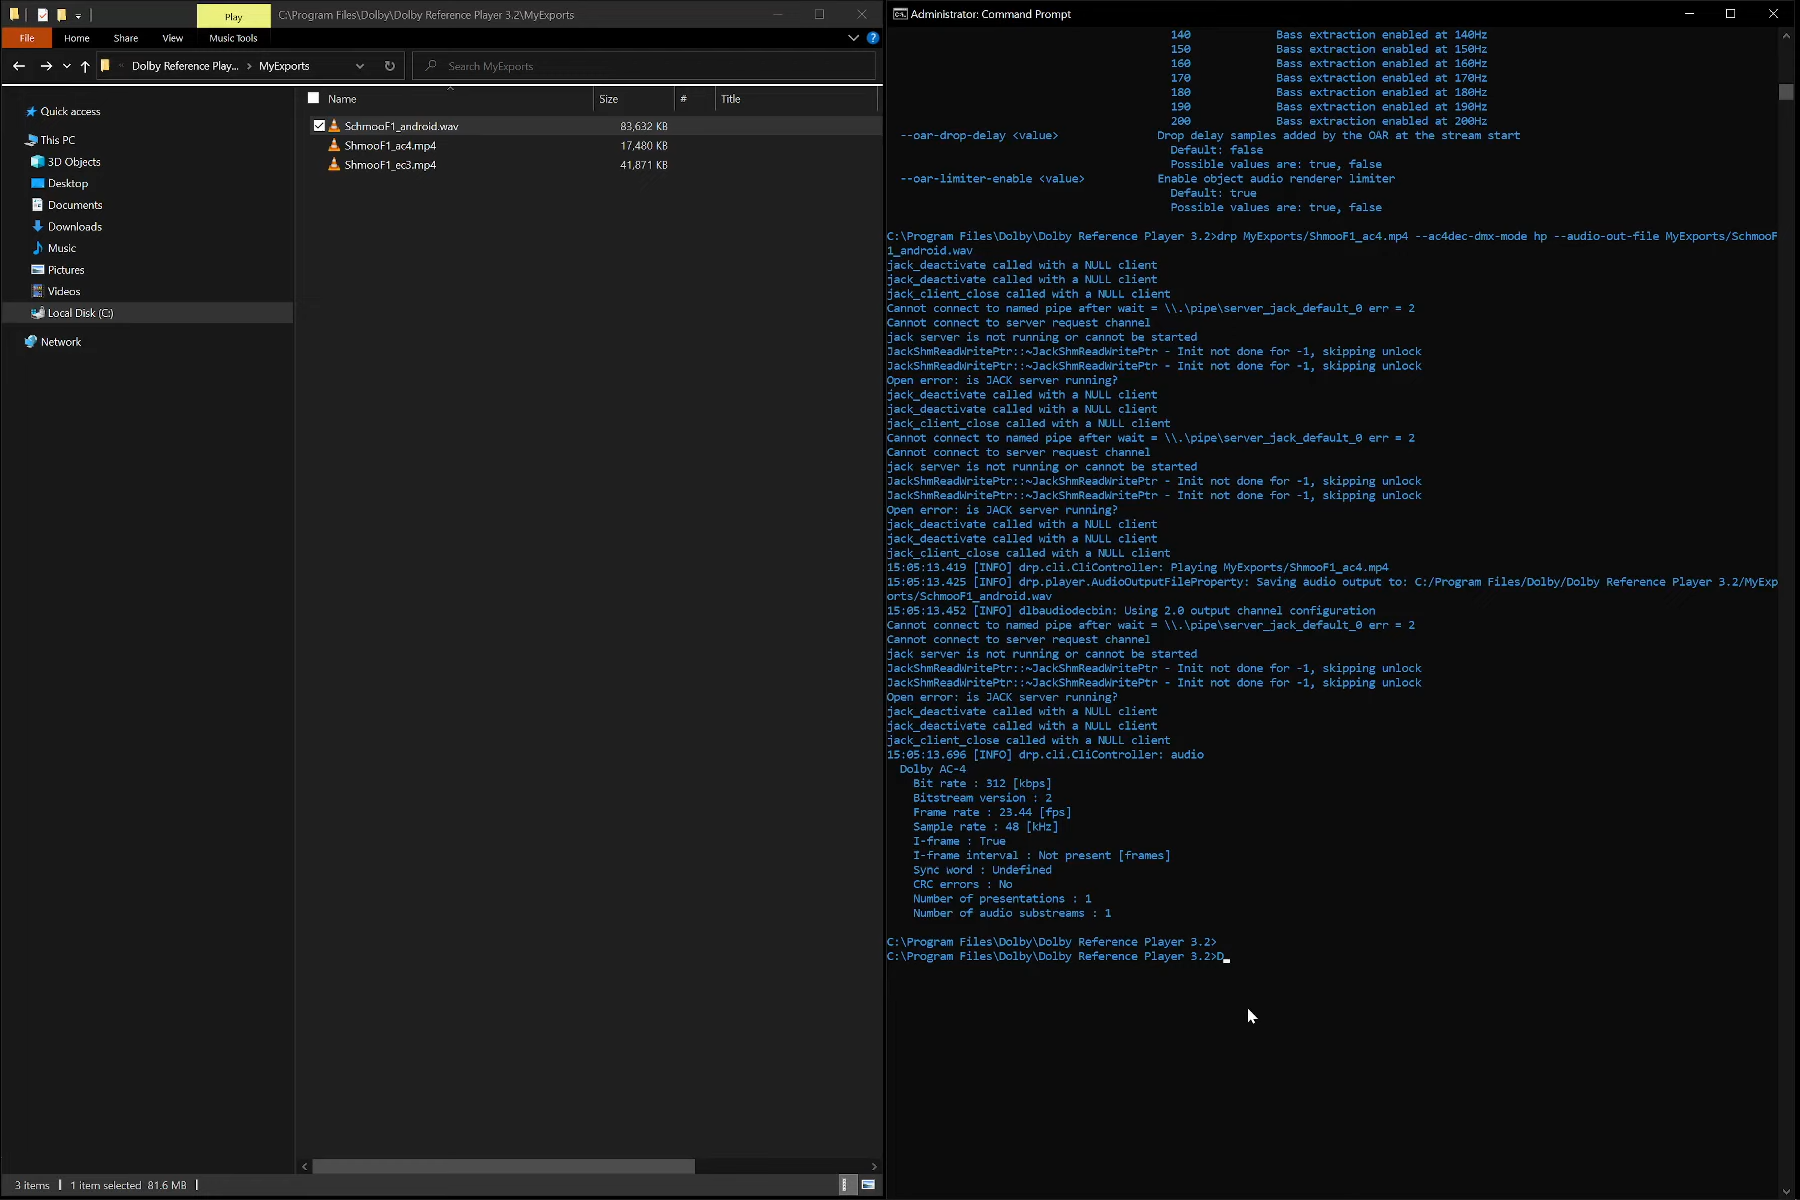 Play
C:\Program Files\Dolby\Dolby Reference Player 3.2\MyExports
File
Home
Share
View
Music Tools
Dolby Reference Play...
MyExports
Search MyExports
Name
Size
#
Title
Quick access
This PC
3D Objects
Desktop
Documents
Downloads
Music
Pictures
Videos
Local Disk (C:)
Network
SchmooF1_android.wav 83,632 KB
ShmooF1_ac4.mp4 17,480 KB
ShmooF1_ec3.mp4 41,871 KB
3 items
1 item selected 81.6 MB
Administrator: Command Prompt
140 Bass extraction enabled at 140Hz
150 Bass extraction enabled at 150Hz
160 Bass extraction enabled at 160Hz
170 Bass extraction enabled at 170Hz
180 Bass extraction enabled at 180Hz
190 Bass extraction enabled at 190Hz
200 Bass extraction enabled at 200Hz
--oar-drop-delay <value> Drop delay samples added by the OAR at the stream start
Default: false
Possible values are: true, false
--oar-limiter-enable <value> Enable object audio renderer limiter
Default: true
Possible values are: true, false
C:\Program Files\Dolby\Dolby Reference Player 3.2>drp MyExports/ShmooF1_ac4.mp4 --ac4dec-dmx-mode hp --audio-out-file MyExports/SchmooF
1_android.wav
jack_deactivate called with a NULL client
jack_deactivate called with a NULL client
jack_client_close called with a NULL client
Cannot connect to named pipe after wait = \\.\pipe\server_jack_default_0 err = 2
Cannot connect to server request channel
jack server is not running or cannot be started
JackShmReadWritePtr::~JackShmReadWritePtr - Init not done for -1, skipping unlock
JackShmReadWritePtr::~JackShmReadWritePtr - Init not done for -1, skipping unlock
Open error: is JACK server running?
jack_deactivate called with a NULL client
jack_deactivate called with a NULL client
jack_client_close called with a NULL client
Cannot connect to named pipe after wait = \\.\pipe\server_jack_default_0 err = 2
Cannot connect to server request channel
jack server is not running or cannot be started
JackShmReadWritePtr::~JackShmReadWritePtr - Init not done for -1, skipping unlock
JackShmReadWritePtr::~JackShmReadWritePtr - Init not done for -1, skipping unlock
Open error: is JACK server running?
jack_deactivate called with a NULL client
jack_deactivate called with a NULL client
jack_client_close called with a NULL client
15:05:13.419 [INFO] drp.cli.CliController: Playing MyExports/ShmooF1_ac4.mp4
15:05:13.425 [INFO] drp.player.AudioOutputFileProperty: Saving audio output to: C:/Program Files/Dolby/Dolby Reference Player 3.2/MyExp
orts/SchmooF1_android.wav
15:05:13.452 [INFO] dlbaudiodecbin: Using 2.0 output channel configuration
Cannot connect to named pipe after wait = \\.\pipe\server_jack_default_0 err = 2
Cannot connect to server request channel
jack server is not running or cannot be started
JackShmReadWritePtr::~JackShmReadWritePtr - Init not done for -1, skipping unlock
JackShmReadWritePtr::~JackShmReadWritePtr - Init not done for -1, skipping unlock
Open error: is JACK server running?
jack_deactivate called with a NULL client
jack_deactivate called with a NULL client
jack_client_close called with a NULL client
15:05:13.696 [INFO] drp.cli.CliController: audio
Dolby AC-4
Bit rate : 312 [kbps]
Bitstream version : 2
Frame rate : 23.44 [fps]
Sample rate : 48 [kHz]
I-frame : True
I-frame interval : Not present [frames]
Sync word : Undefined
CRC errors : No
Number of presentations : 1
Number of audio substreams : 1
C:\Program Files\Dolby\Dolby Reference Player 3.2>
C:\Program Files\Dolby\Dolby Reference Player 3.2>D_